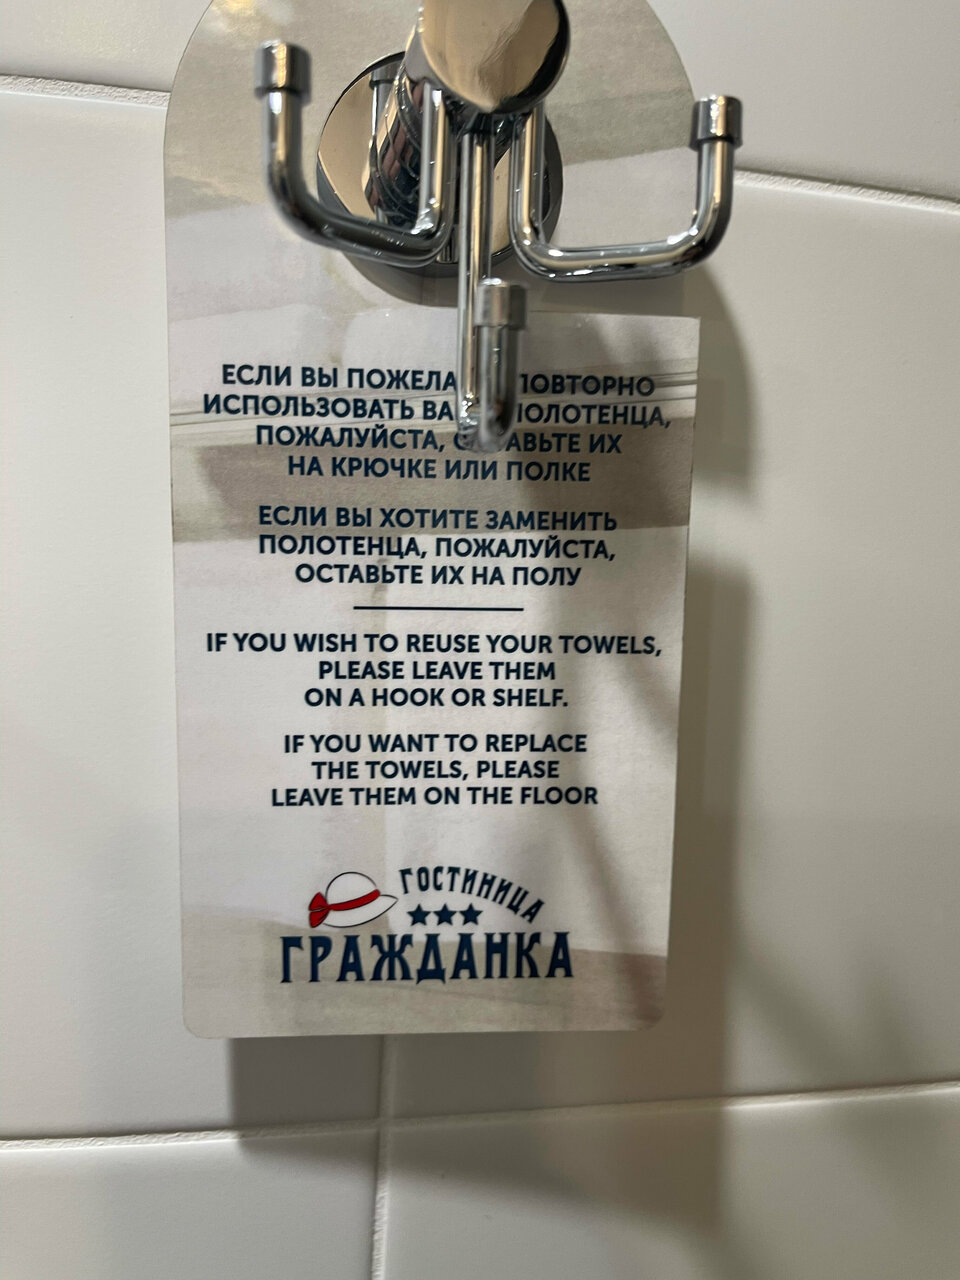 ЕСЛИ ВЫ ПОВТОРНО
ИСПОЛЬЗОВАТЬ ПОЛОТЕНЦА,
ПОЖАЛУЙСТА, ИХ
НА КРЮЧКЕ ИЛИ ПОЛКЕ
ЕСЛИ ВЫ ХОТИТЕ ЗАМЕНИТЬ
ПОЛОТЕНЦА, ПОЖАЛУЙСТА,
ОСТАВЬТЕ ИХ НА ПОЛУ
IF YOU WISH TO REUSE YOUR TOWELS,
PLEASE LEAVE THEM
ON A HOOK OR SHELF.
IF YOU WANT TO REPLACE
THE TOWELS, PLEASE
LEAVE THEM ON THE FLOOR
ГОСТИНИЦА
ГРАЖДАНКА